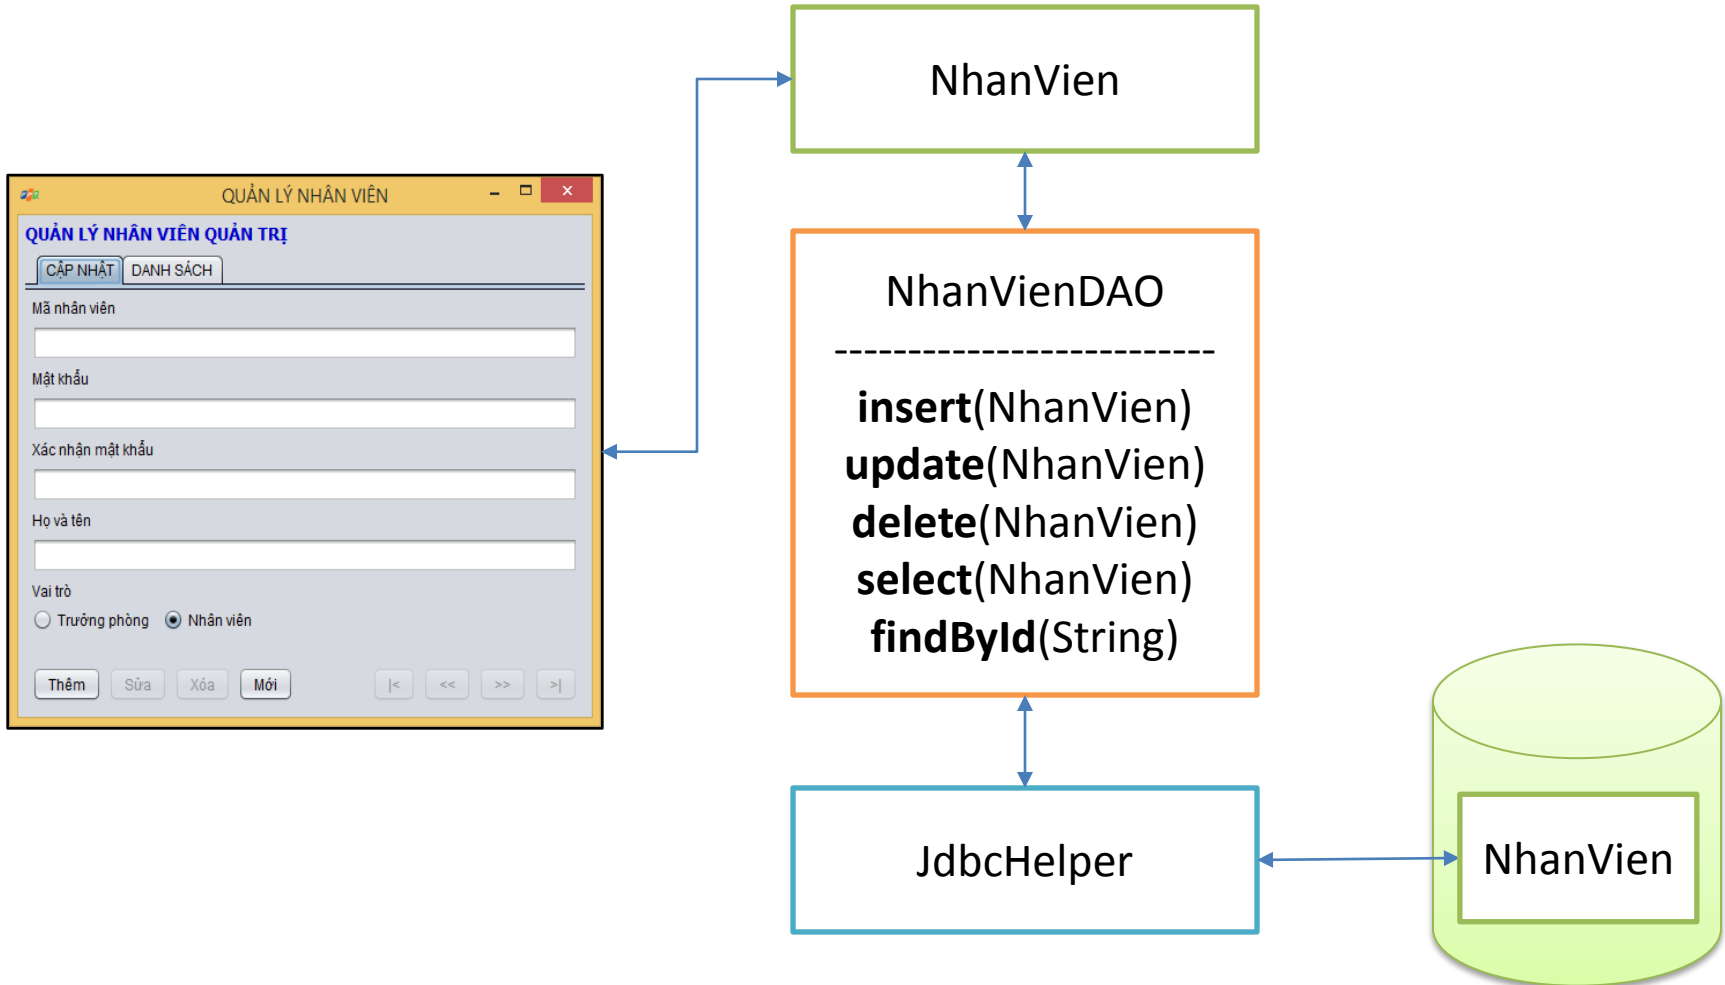 NhanVien
QUẢN LÝ NHÂN VIÊN
QUẢN LÝ NHÂN VIÊN QUẢN TRỊ
CẬP NHẬT DANH SÁCH
Mã nhân viên
Mật khẩu
Xác nhận mật khẩu
Họ và tên
Vai trò
Trưởng phòng Nhân viên
Thêm Sửa Xóa Mới |< << >> >|
NhanVienDAO
--------------------------
insert(NhanVien)
update(NhanVien)
delete(NhanVien)
select(NhanVien)
findById(String)
JdbcHelper
NhanVien